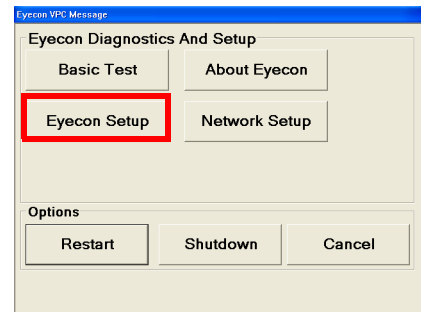 Eyecon VPC Message
Eyecon Diagnostics And Setup
Basic Test About Eyecon
Eyecon Setup Network Setup
Options
Restart Shutdown Cancel